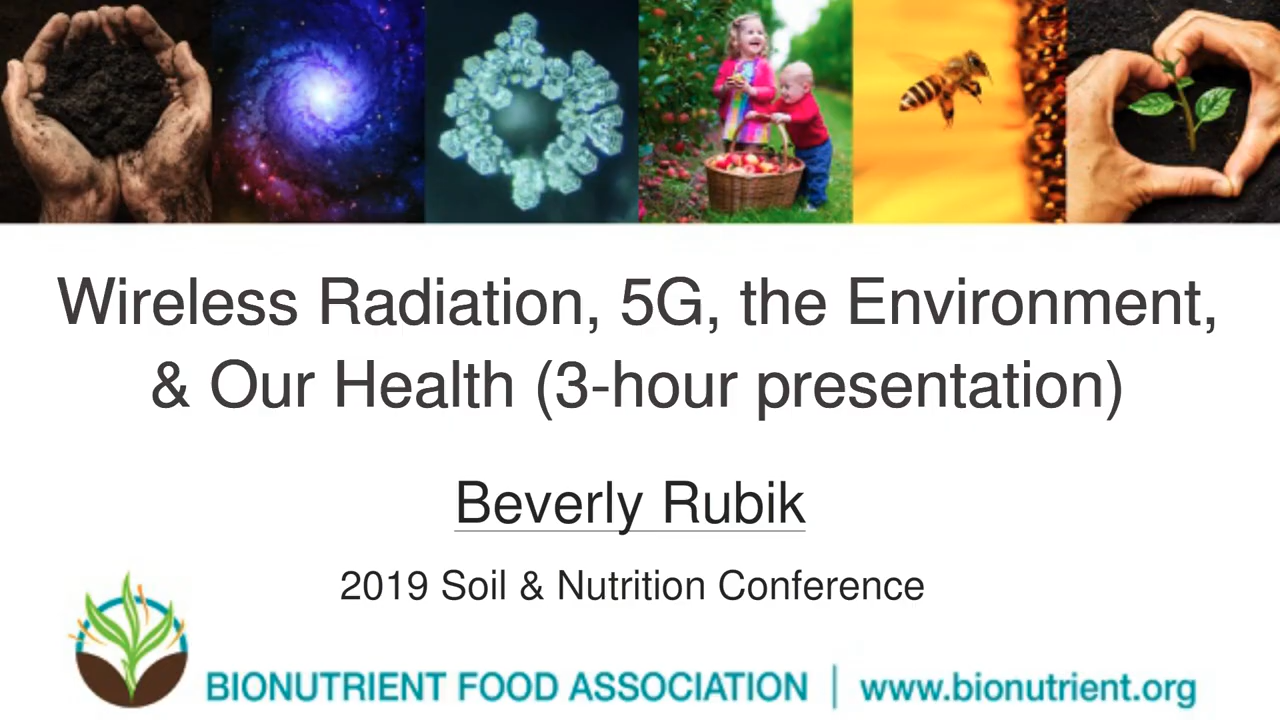 Wireless Radiation, 5G, the Environment,
& Our Health (3-hour presentation)
Beverly Rubik
2019 Soil & Nutrition Conference
BIONUTRIENT FOOD ASSOCIATION | www.bionutrient.org